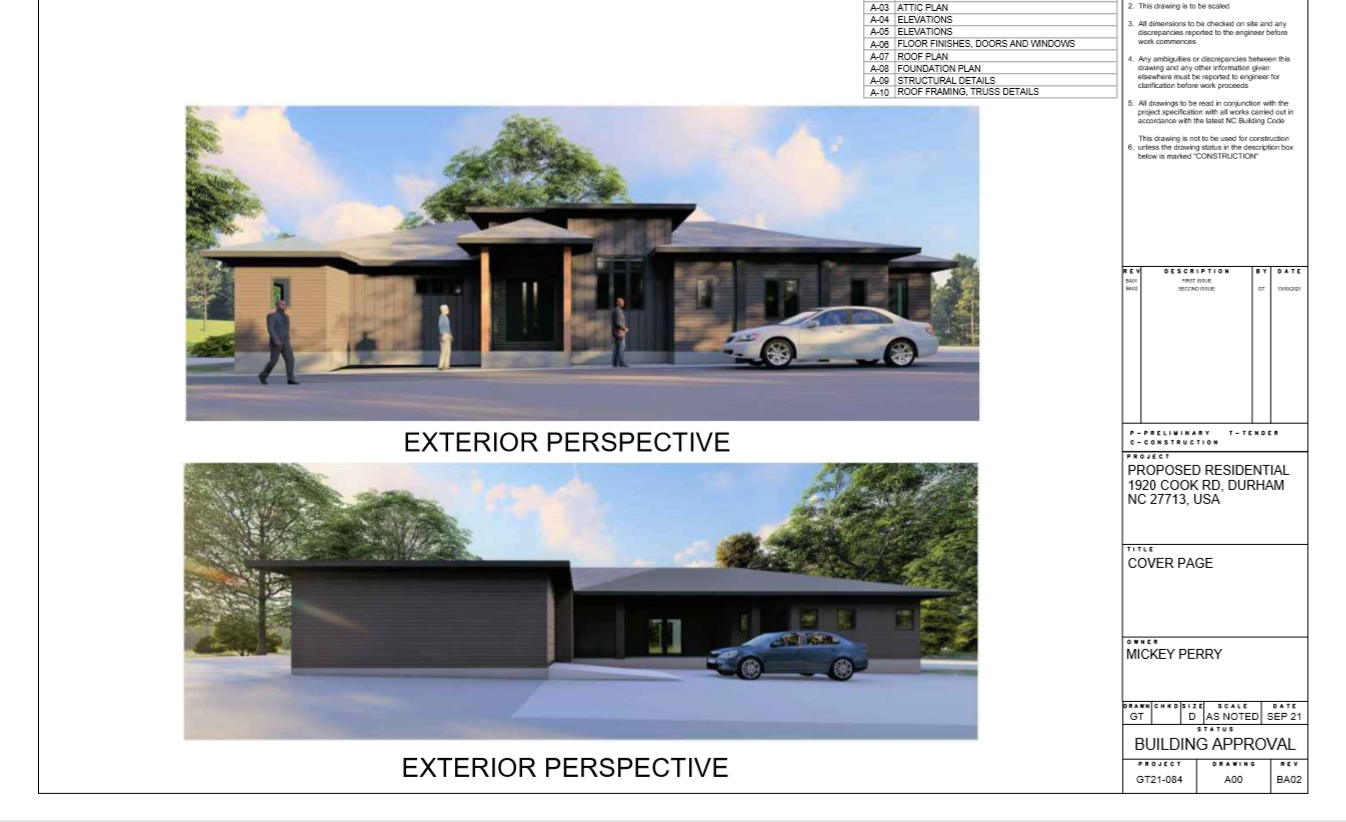 A-03 ATTIC PLAN
A-04 ELEVATIONS
A-05 ELEVATIONS
A-06 FLOOR FINISHES, DOORS AND WINDOWS
A-07 ROOF PLAN
A-08 FOUNDATION PLAN
A-09 STRUCTURAL DETAILS
A-10 ROOF FRAMING, TRUSS DETAILS
2. This drawing is to be scaled
3. All dimensions to be checked on site and any
discrepancies reported to the engineer before
work commences
4. Any ambiguities or discrepancies between this
drawing and any other information given
elsewhere must be reported to engineer for
clarification before work proceeds
5. All drawings to be read in conjunction with the
project specification with all works carried out in
accordance with the latest NC Building Code
This drawing is not to be used for construction
6. unless the drawing status in the description box
below is marked "CONSTRUCTION"
REV DESCRIPTION BY DATE
BA01 FIRST ISSUE
BA02 SECOND ISSUE GT
P-PRELIMINARY T-TENDER
C-CONSTRUCTION
PROJECT
PROPOSED RESIDENTIAL
1920 COOK RD, DURHAM
NC 27713, USA
TITLE
COVER PAGE
OWNER
MICKEY PERRY
DRAWN CHKD SIZE SCALE DATE
GT D AS NOTED SEP 21
STATUS
BUILDING APPROVAL
PROJECT DRAWING REV
GT21-084 A00 BA02
EXTERIOR PERSPECTIVE
EXTERIOR PERSPECTIVE